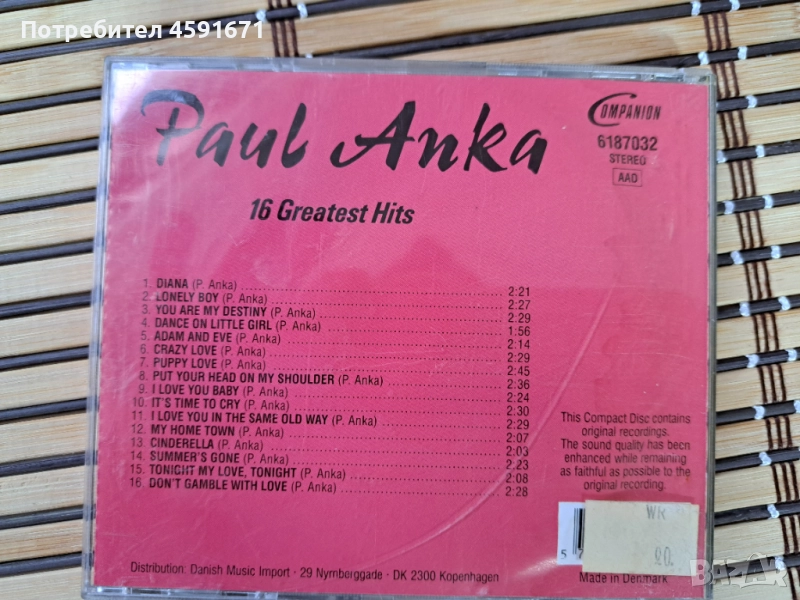 Потребител 4591671
Paul Anka
COMPANION
6187032
STEREO
AAD
16 Greatest Hits
1. DIANA (P. Anka) 2:21
2. LONELY BOY (P. Anka) 2:27
3. YOU ARE MY DESTINY (P. Anka) 2:29
4. DANCE ON LITTLE GIRL (P. Anka) 1:56
5. ADAM AND EVE (P. Anka) 2:14
6. CRAZY LOVE (P. Anka) 2:29
7. PUPPY LOVE (P. Anka) 2:45
8. PUT YOUR HEAD ON MY SHOULDER (P. Anka) 2:36
9. I LOVE YOU BABY (P. Anka) 2:24
10. IT'S TIME TO CRY (P. Anka) 2:30
11. I LOVE YOU IN THE SAME OLD WAY (P. Anka) 2:29
12. MY HOME TOWN (P. Anka) 2:07
13. CINDERELLA (P. Anka) 2:03
14. SUMMER'S GONE (P. Anka) 2:23
15. TONIGHT MY LOVE, TONIGHT (P. Anka) 2:08
16. DON'T GAMBLE WITH LOVE (P. Anka) 2:28
This Compact Disc contains
original recordings.
The sound quality has been
enhanced while remaining
as faithful as possible to the
original recording.
WR
5
Distribution: Danish Music Import · 29 Nyrnberggade · DK 2300 Kopenhagen
Made in Denmark
BAZAR